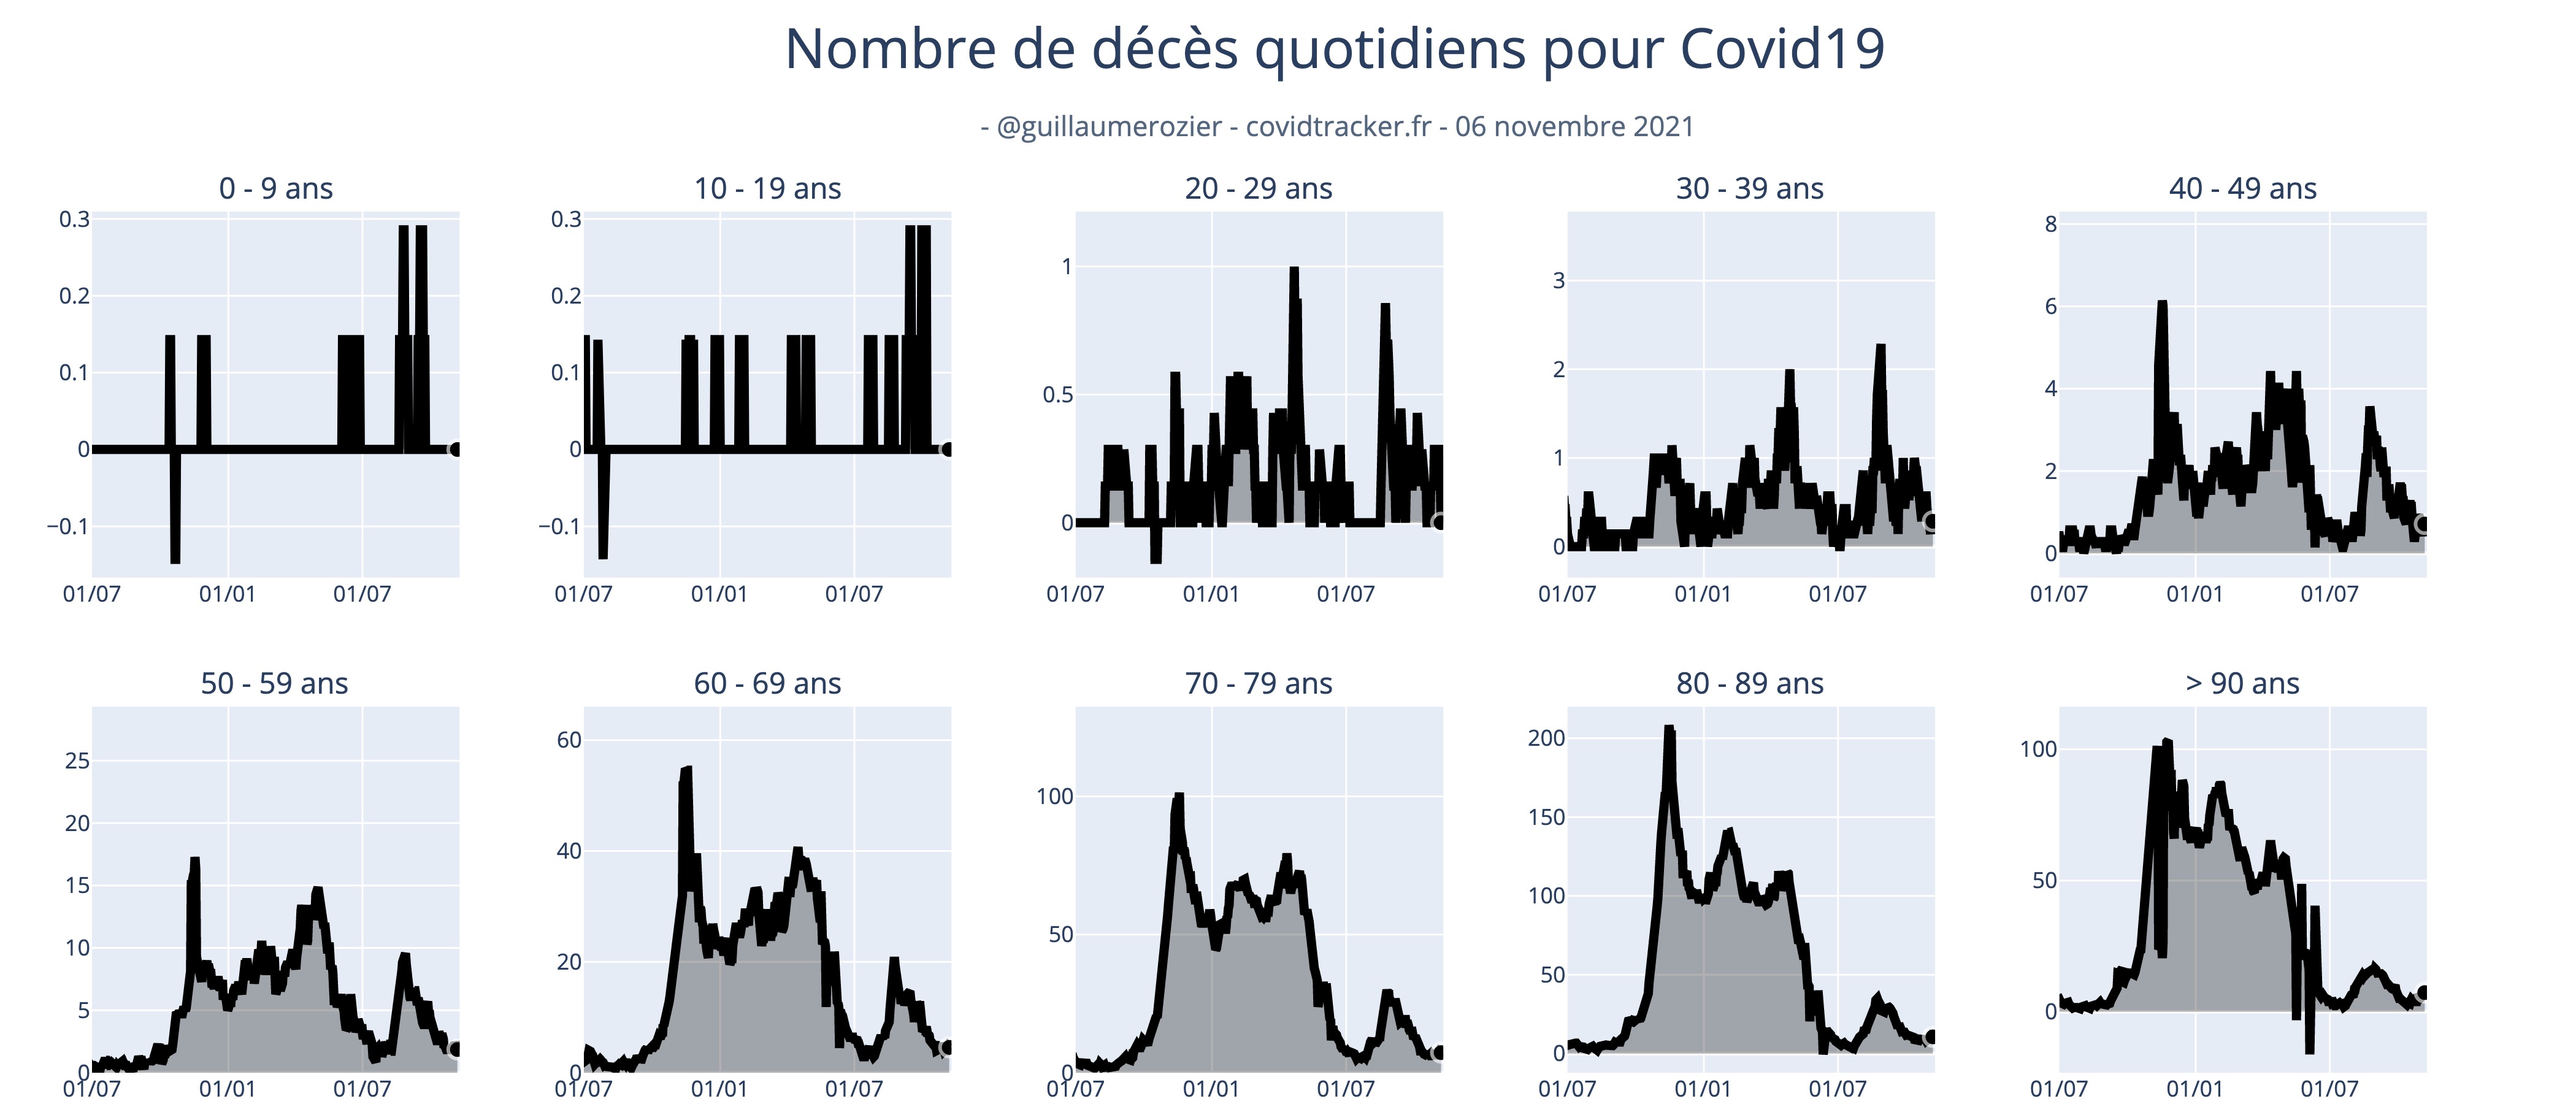 Nombre de décès quotidiens pour Covid19
- @guillaumerozier - covidtracker.fr - 06 novembre 2021
0 - 9 ans
0.3
0.2
0.1
0
−0.1
01/07 01/01 01/07
10 - 19 ans
0.3
0.2
0.1
0
−0.1
01/07 01/01 01/07
20 - 29 ans
1
0.5
0
01/07 01/01 01/07
30 - 39 ans
3
2
1
0
01/07 01/01 01/07
40 - 49 ans
8
6
4
2
0
01/07 01/01 01/07
50 - 59 ans
25
20
15
10
5
0
01/07 01/01 01/07
60 - 69 ans
60
40
20
0
01/07 01/01 01/07
70 - 79 ans
100
50
0
01/07 01/01 01/07
80 - 89 ans
200
150
100
50
0
01/07 01/01 01/07
> 90 ans
100
50
0
01/07 01/01 01/07